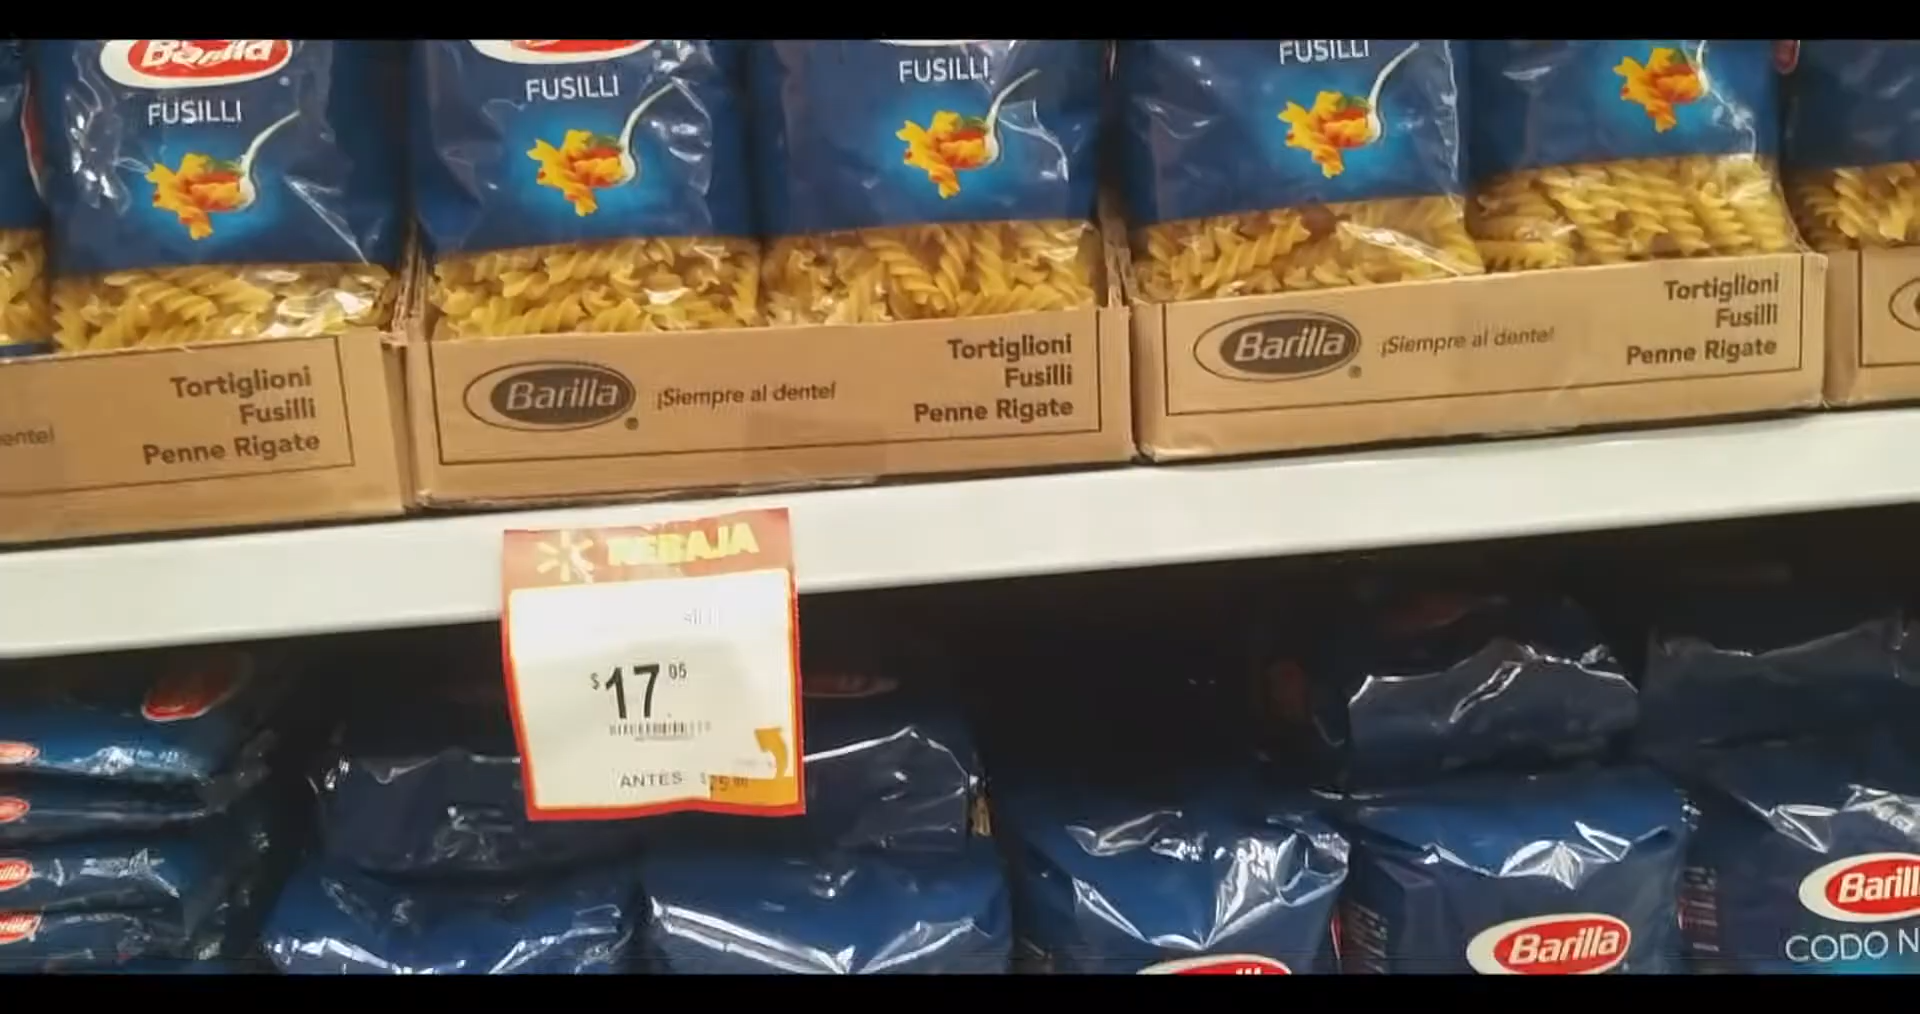 Barilla
FUSILLI
FUSILLI
FUSILLI
FUSILLI
Tortiglioni
Fusilli
Penne Rigate
Barilla
¡Siempre al dente!
Tortiglioni
Fusilli
Penne Rigate
Barilla
¡Siempre al dente!
Tortiglioni
Fusilli
Penne Rigate
REBAJA
$17
ANTES
Barilla
Barilla
CODO